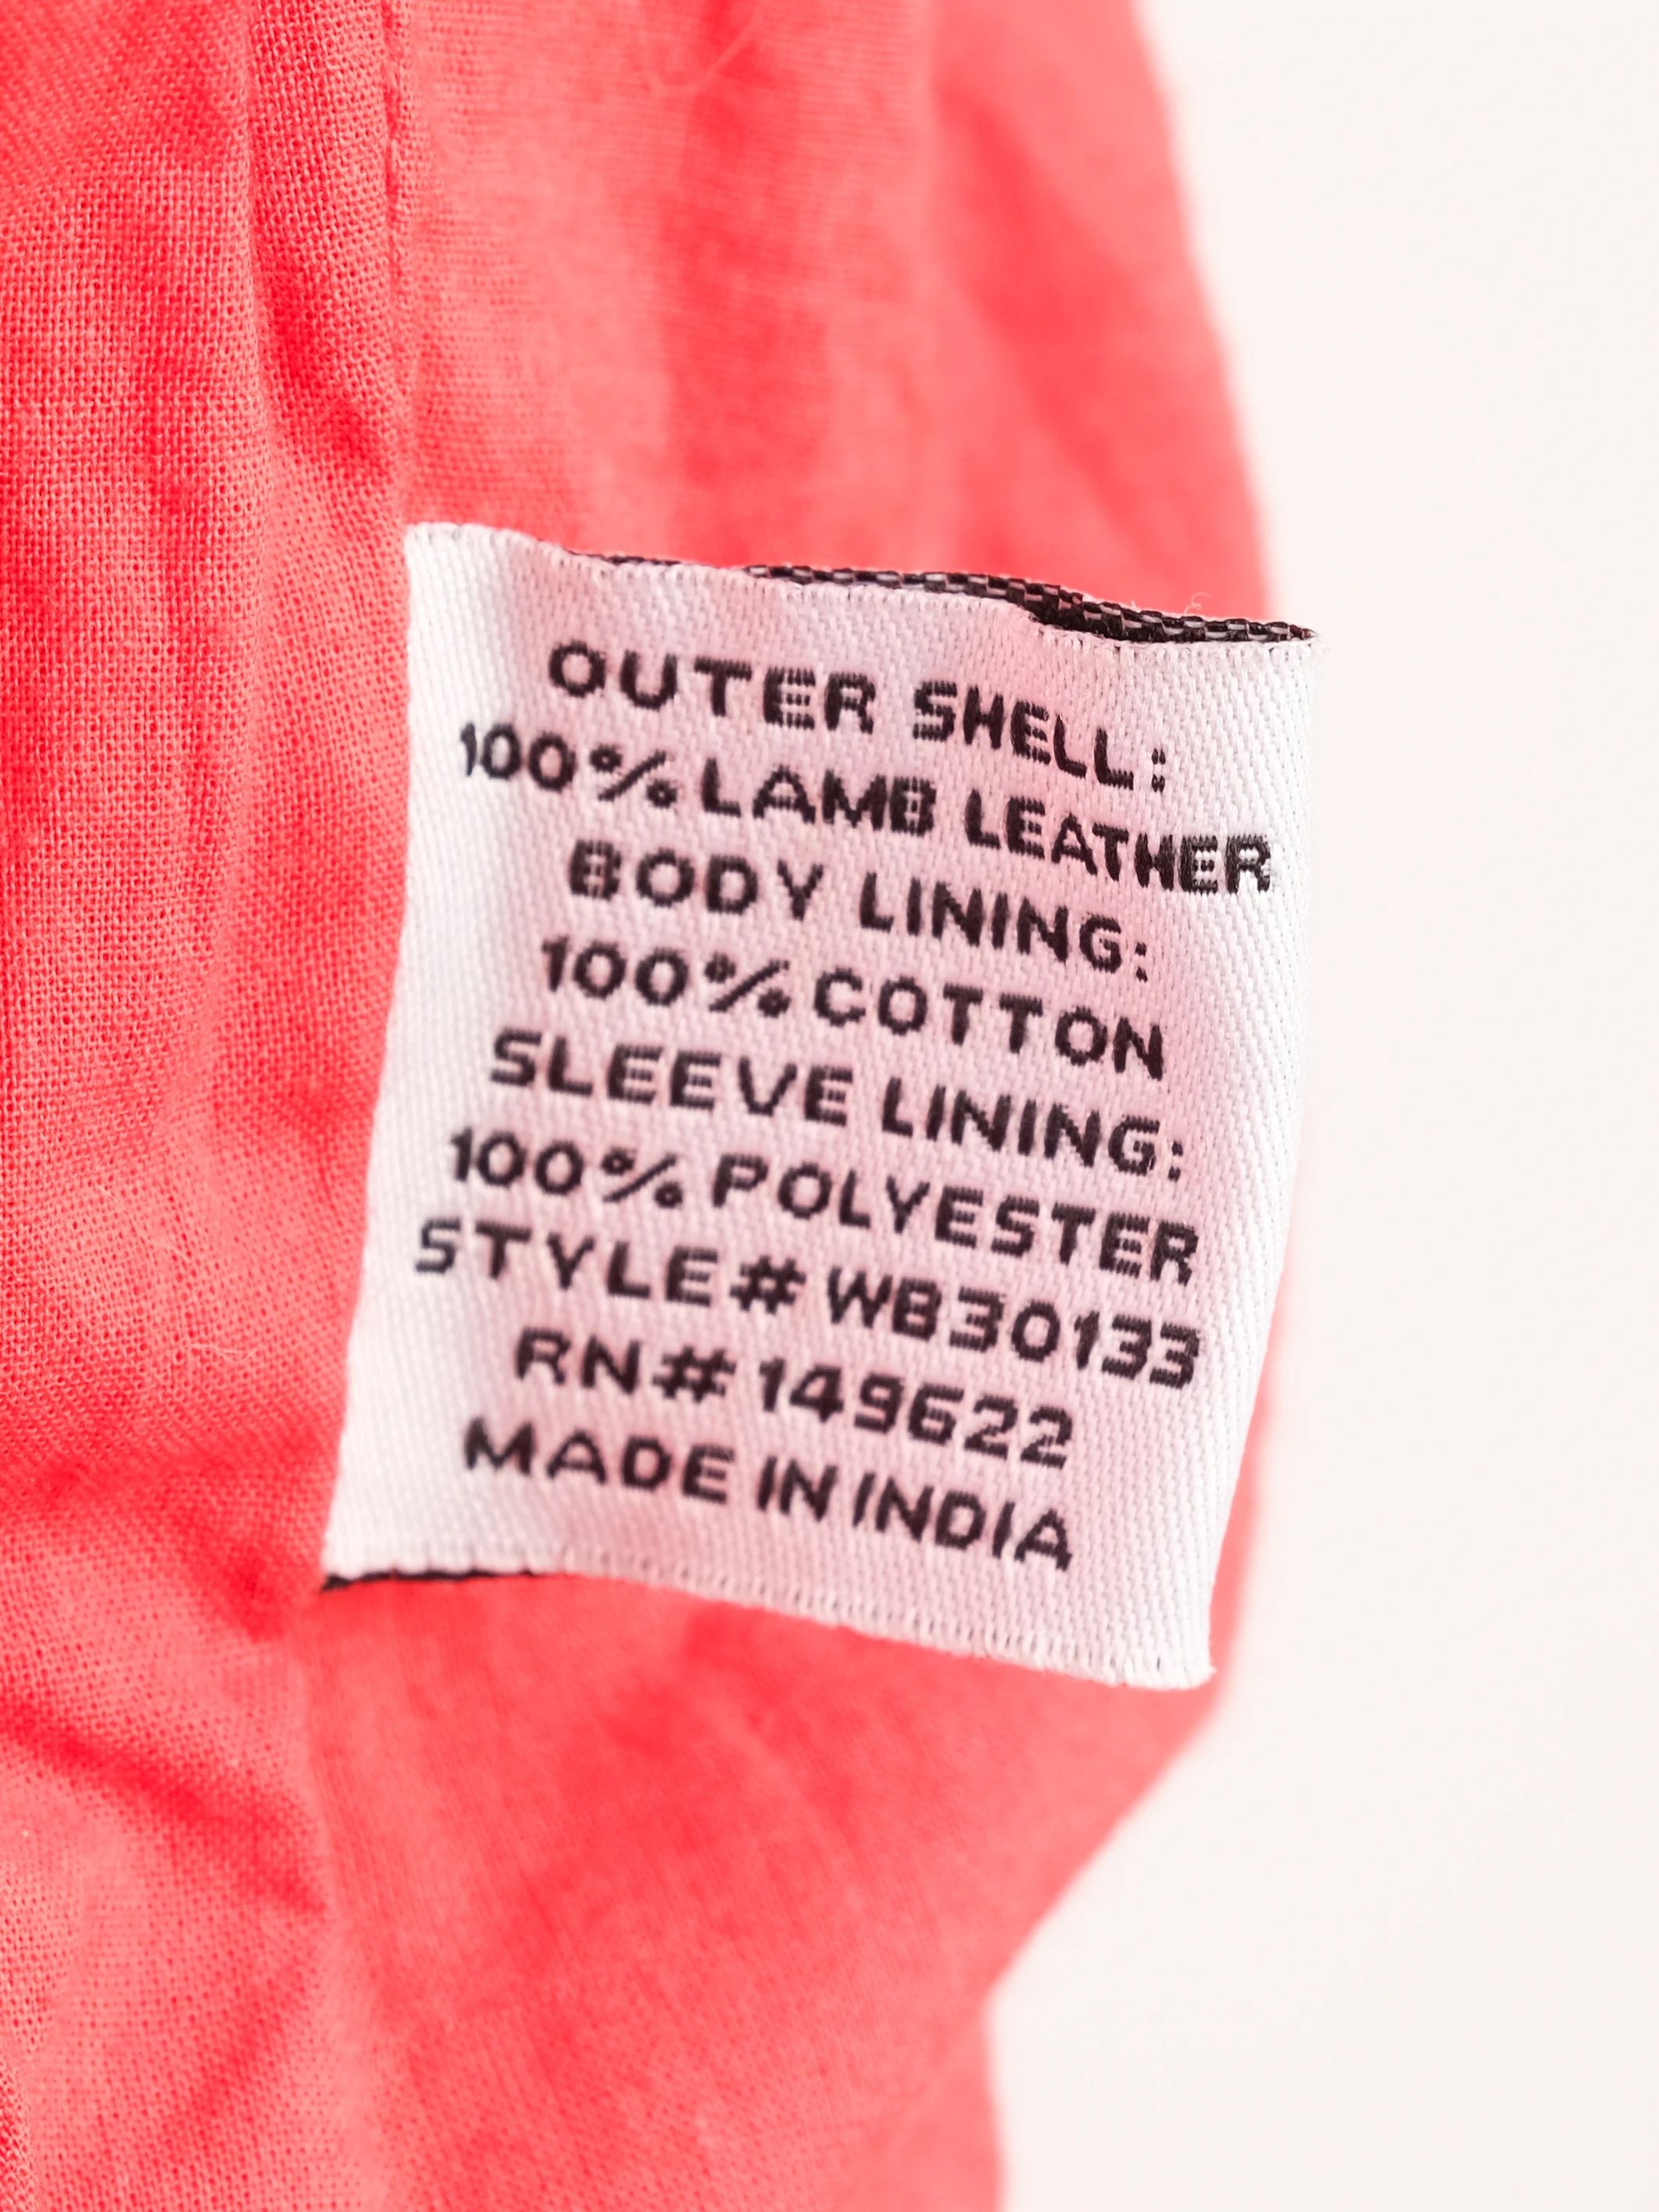 OUTER SHELL:
100% LAMB LEATHER
BODY LINING:
100% COTTON
SLEEVE LINING:
100% POLYESTER
STYLE# WB30133
RN# 149622
MADE IN INDIA